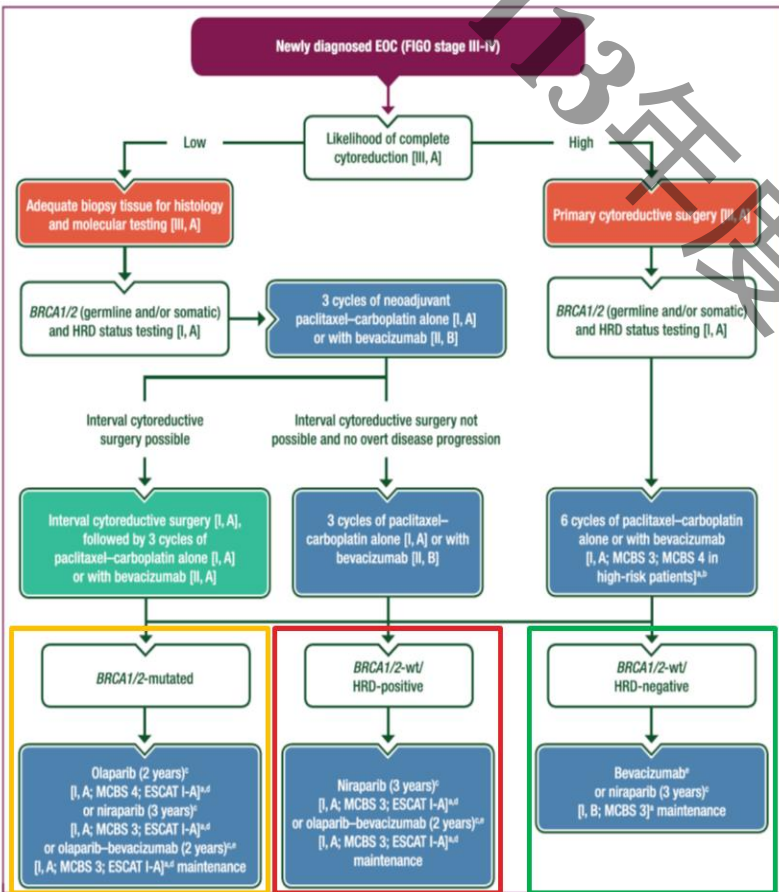 Newly diagnosed EOC (FIGO stage III-IV)
Low
Likelihood of complete
cytoreduction [III, A]
High
Adequate biopsy tissue for histology
and molecular testing [III, A]
Primary cytoreductive surgery [III, A]
BRCA1/2 (germline and/or somatic)
and HRD status testing [I, A]
3 cycles of neoadjuvant
paclitaxel–carboplatin alone [I, A]
or with bevacizumab [II, B]
BRCA1/2 (germline and/or somatic)
and HRD status testing [I, A]
Interval cytoreductive
surgery possible
Interval cytoreductive surgery not
possible and no overt disease progression
Interval cytoreductive surgery [I, A],
followed by 3 cycles of
paclitaxel–carboplatin alone [I, A]
or with bevacizumab [II, A]
3 cycles of paclitaxel–
carboplatin alone [I, A] or with
bevacizumab [II, B]
6 cycles of paclitaxel–carboplatin
alone or with bevacizumab
[I, A; MCBS 3; MCBS 4 in
high-risk patients]a,b
BRCA1/2-mutated
BRCA1/2-wt/
HRD-positive
BRCA1/2-wt/
HRD-negative
Olaparib (2 years)c
[I, A; MCBS 4; ESCAT I-A]a,d
or niraparib (3 years)c
[I, A; MCBS 3; ESCAT I-A]a,d
or olaparib–bevacizumab (2 years)c,e
[I, A; MCBS 3; ESCAT I-A]a,d maintenance
Niraparib (3 years)c
[I, A; MCBS 3; ESCAT I-A]a,d
or olaparib–bevacizumab (2 years)c,e
[I, A; MCBS 3; ESCAT I-A]a,d
maintenance
Bevacizumabe
or niraparib (3 years)c
[I, B; MCBS 3]a maintenance
113年度